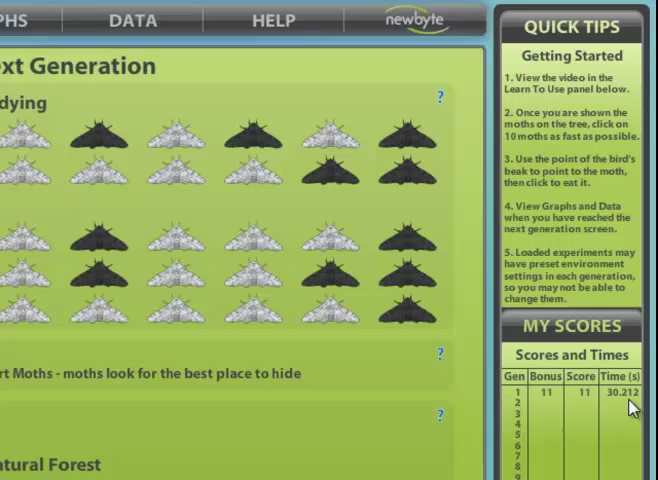 PHS
DATA
HELP
newbyte
ext Generation
dying
?
rt Moths - moths look for the best place to hide
?
?
atural Forest
QUICK TIPS
Getting Started
1. View the video in the
Learn To Use panel below.
2. Once you are shown the
moths on the tree, click on
10 moths as fast as possible.
3. Use the point of the bird's
beak to point to the moth,
then click to eat it.
4. View Graphs and Data
when you have reached the
next generation screen.
5. Loaded experiments may
have preset environment
settings in each generation,
so you may not be able to
change them.
MY SCORES
Scores and Times
Gen Bonus Score Time (s)
1 11 11 30.212
2
3
4
5
6
7
8
9